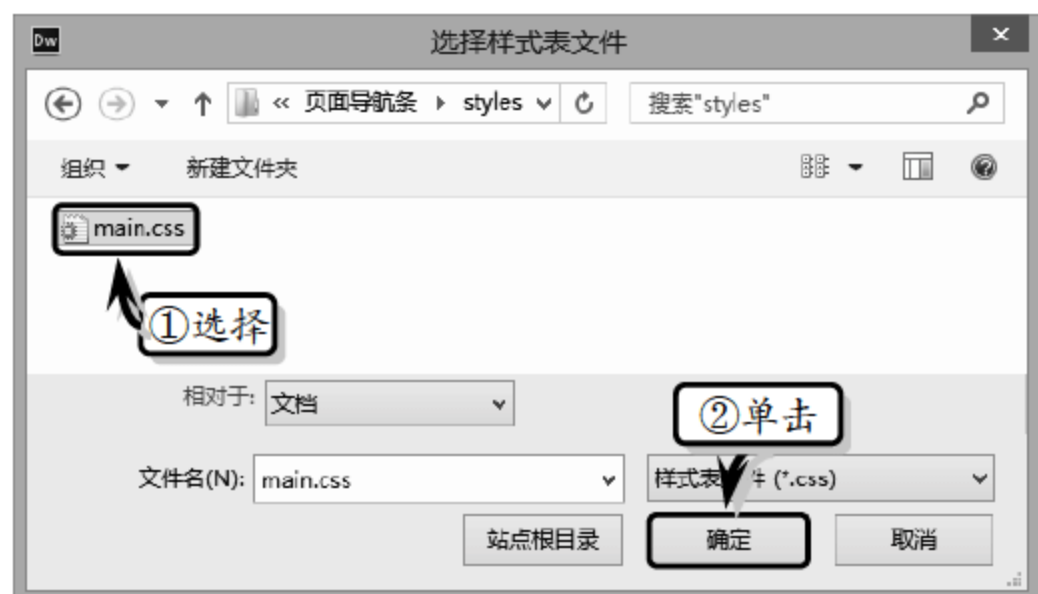 Dw 选择样式表文件
« 页面导航条 styles 搜索"styles"
组织 新建文件夹
main.css
①选择
相对于: 文档
②单击
文件名(N): main.css 样式表 件 (*.css)
站点根目录 确定 取消